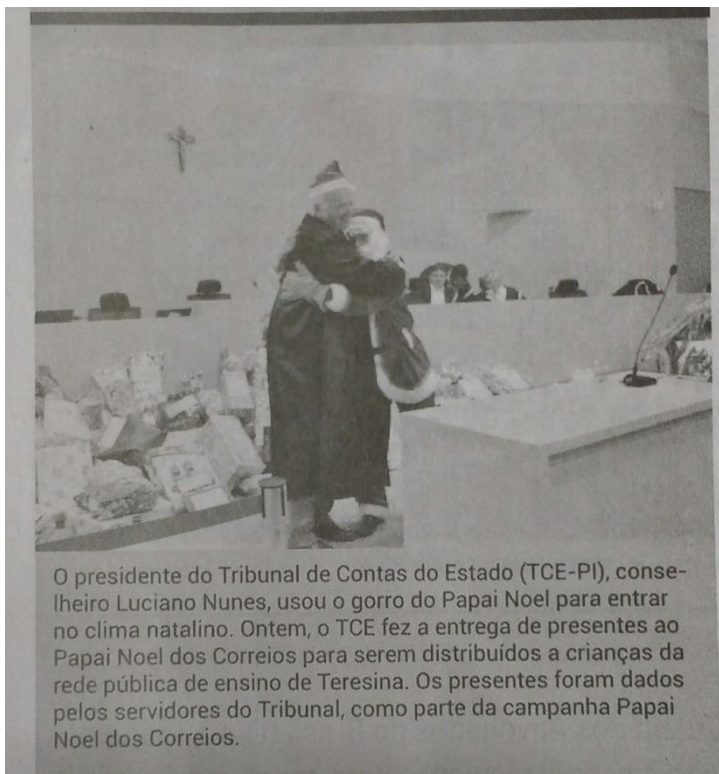 O presidente do Tribunal de Contas do Estado (TCE-PI), conse-
lheiro Luciano Nunes, usou o gorro do Papai Noel para entrar
no clima natalino. Ontem, o TCE fez a entrega de presentes ao
Papai Noel dos Correios para serem distribuídos a crianças da
rede pública de ensino de Teresina. Os presentes foram dados
pelos servidores do Tribunal, como parte da campanha Papai
Noel dos Correios.